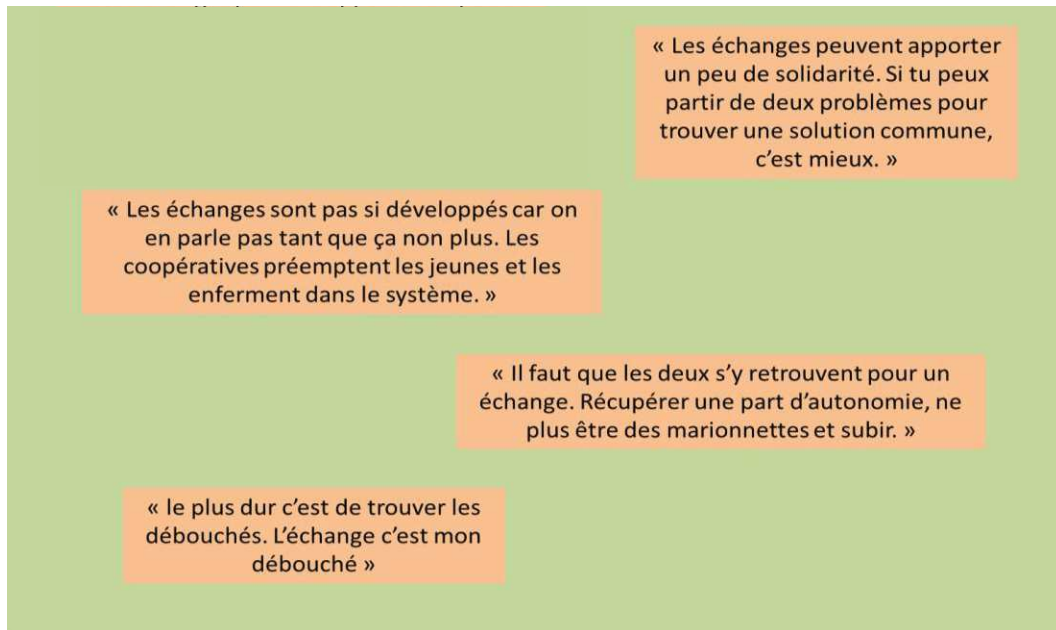 « Les échanges peuvent apporter
un peu de solidarité. Si tu peux
partir de deux problèmes pour
trouver une solution commune,
c’est mieux. »
« Les échanges sont pas si développés car on
en parle pas tant que ça non plus. Les
coopératives préemptent les jeunes et les
enferment dans le système. »
« Il faut que les deux s’y retrouvent pour un
échange. Récupérer une part d’autonomie, ne
plus être des marionnettes et subir. »
« le plus dur c’est de trouver les
débouchés. L’échange c’est mon
débouché »